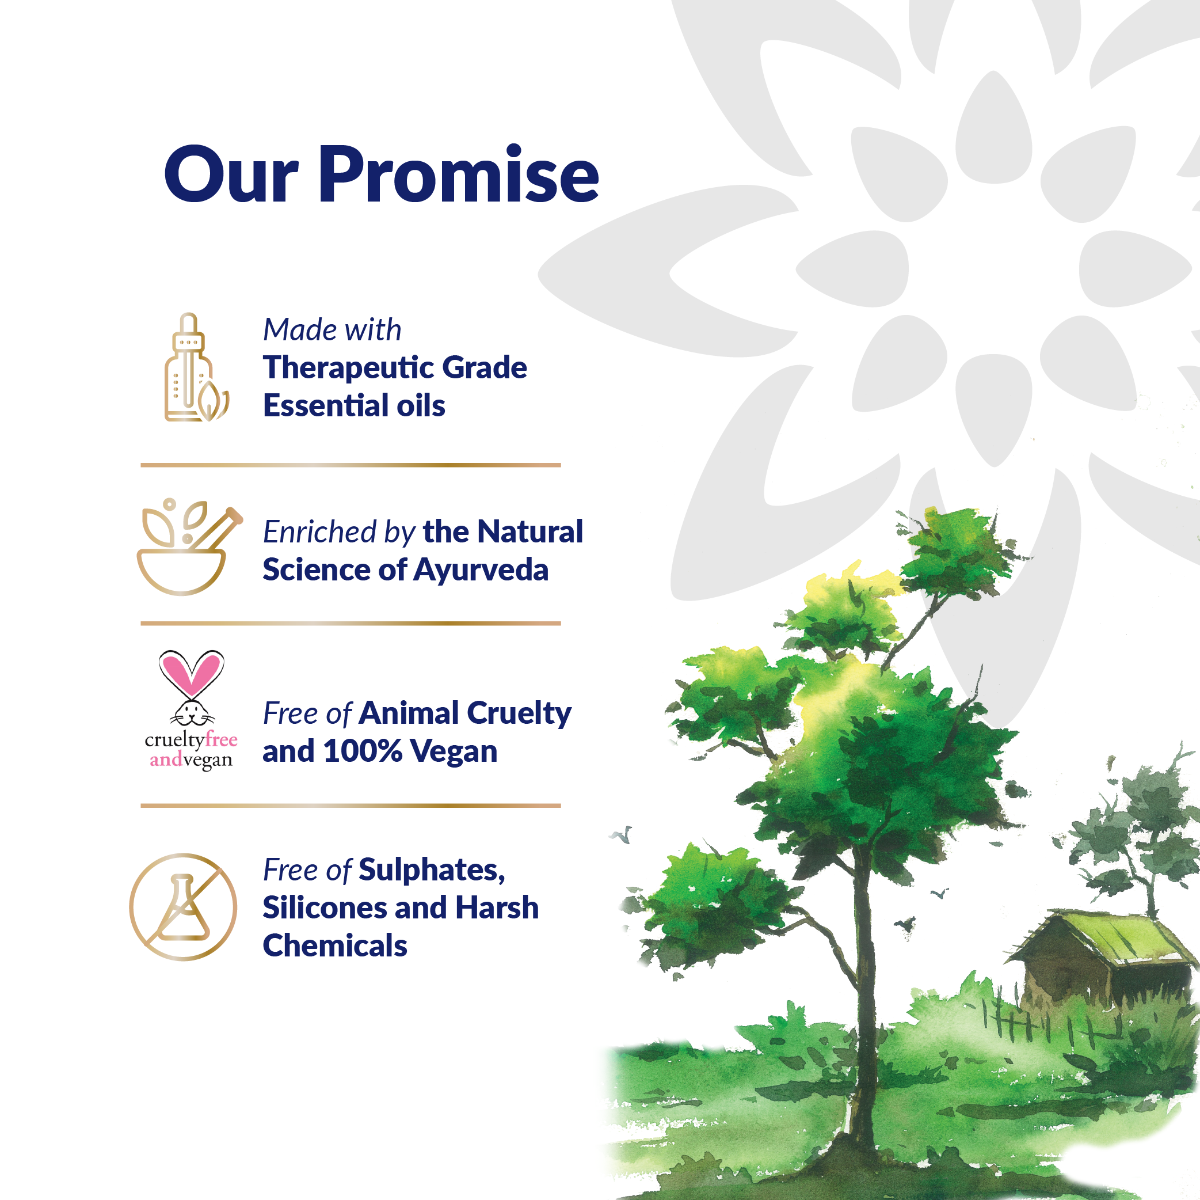 Our Promise
Made with
Therapeutic Grade
Essential oils
Enriched by the Natural
Science of Ayurveda
crueltyfree
andvegan
Free of Animal Cruelty
and 100% Vegan
Free of Sulphates,
Silicones and Harsh
Chemicals